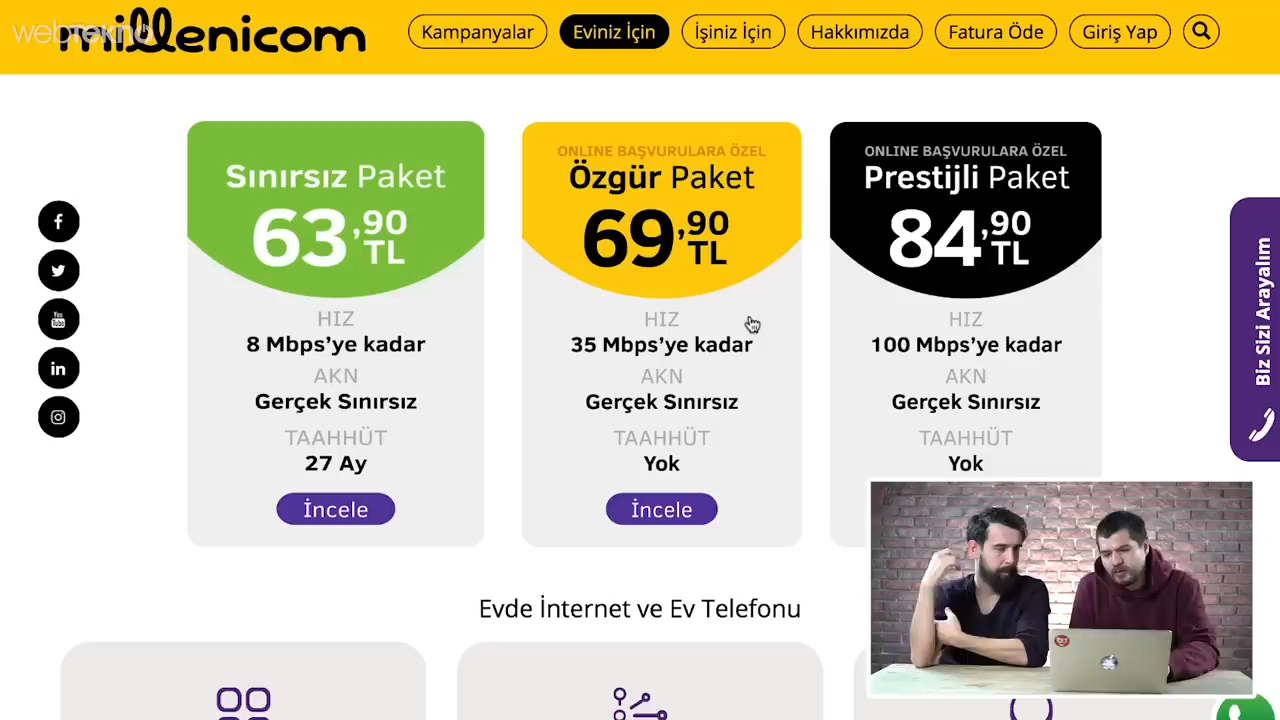 webtekno
millenicom
Kampanyalar
Eviniz İçin
İşiniz İçin
Hakkımızda
Fatura Öde
Giriş Yap
Sınırsız Paket
63,90 TL
HIZ
8 Mbps'ye kadar
AKN
Gerçek Sınırsız
TAAHHÜT
27 Ay
İncele
ONLINE BAŞVURULARA ÖZEL
Özgür Paket
69,90 TL
HIZ
35 Mbps'ye kadar
AKN
Gerçek Sınırsız
TAAHHÜT
Yok
İncele
ONLINE BAŞVURULARA ÖZEL
Prestijli Paket
84,90 TL
HIZ
100 Mbps'ye kadar
AKN
Gerçek Sınırsız
TAAHHÜT
Yok
Biz Sizi Arayalım
Evde İnternet ve Ev Telefonu